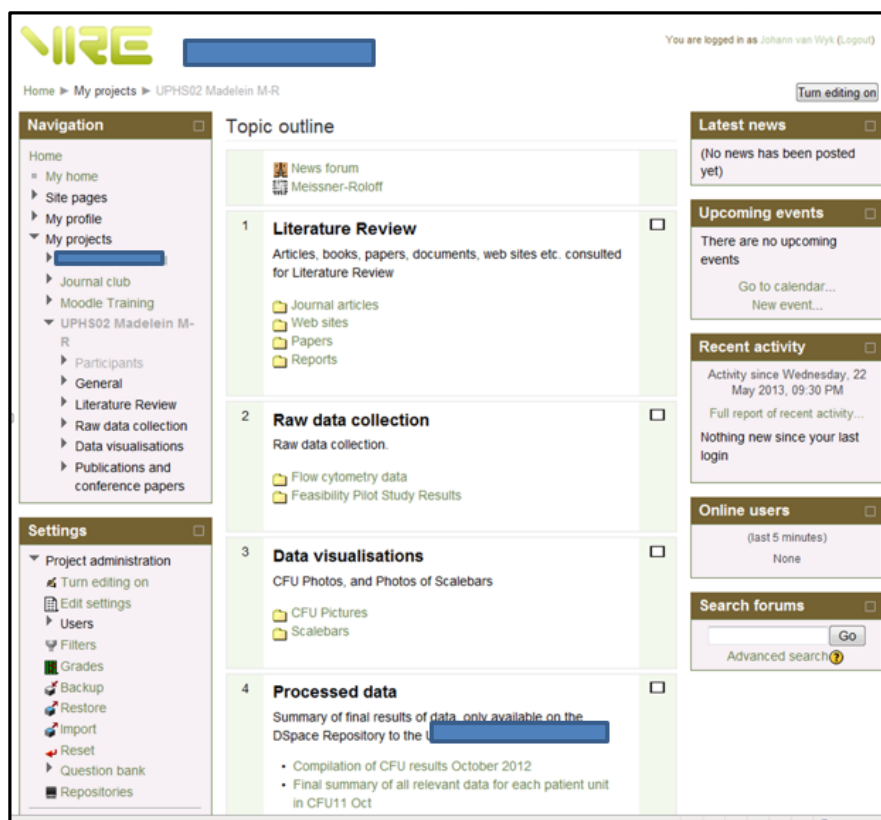 VIRE
You are logged in as Johann van Wyk (Logout)
Home ► My projects ► UPHS02 Madelein M-R
Turn editing on
Navigation
Home
My home
Site pages
My profile
My projects
Journal club
Moodle Training
UPHS02 Madelein M-
R
Participants
General
Literature Review
Raw data collection
Data visualisations
Publications and
conference papers
Settings
Project administration
Turn editing on
Edit settings
Users
Filters
Grades
Backup
Restore
Import
Reset
Question bank
Repositories
Topic outline
News forum
Meissner-Roloff
1
Literature Review
Articles, books, papers, documents, web sites etc. consulted
for Literature Review
Journal articles
Web sites
Papers
Reports
2
Raw data collection
Raw data collection.
Flow cytometry data
Feasibility Pilot Study Results
3
Data visualisations
CFU Photos, and Photos of Scalebars
CFU Pictures
Scalebars
4
Processed data
Summary of final results of data, only available on the
DSpace Repository to the
• Compilation of CFU results October 2012
• Final summary of all relevant data for each patient unit
in CFU11 Oct
Latest news
(No news has been posted
yet)
Upcoming events
There are no upcoming
events
Go to calendar...
New event...
Recent activity
Activity since Wednesday, 22
May 2013, 09:30 PM
Full report of recent activity...
Nothing new since your last
login
Online users
(last 5 minutes)
None
Search forums
Go
Advanced search